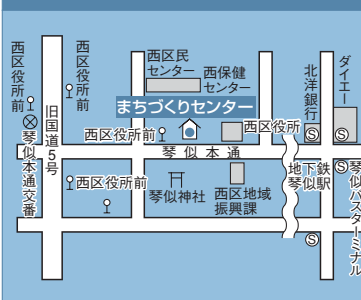 西区役所前
西区役所前
西区民
センター
西保健
センター
北洋銀行
ダイエー
まちづくりセンター
旧国道5号
琴似本通交番
西区役所前
西区役所
S
S
琴似本通
西区役所前
琴似神社
西区地域
振興課
地下鉄
琴似駅
S
琴似バスターミナル
S